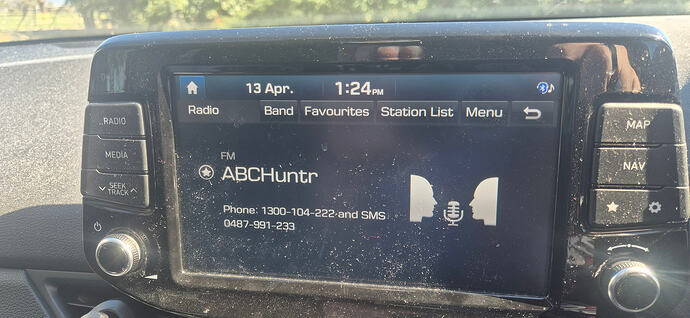 13 Apr. 1:24PM
Radio Band Favourites Station List Menu
FM
ABCHuntr
Phone: 1300-104-222 and SMS
0487-991-233
RADIO
MEDIA
SEEK
TRACK
MAP
NAV